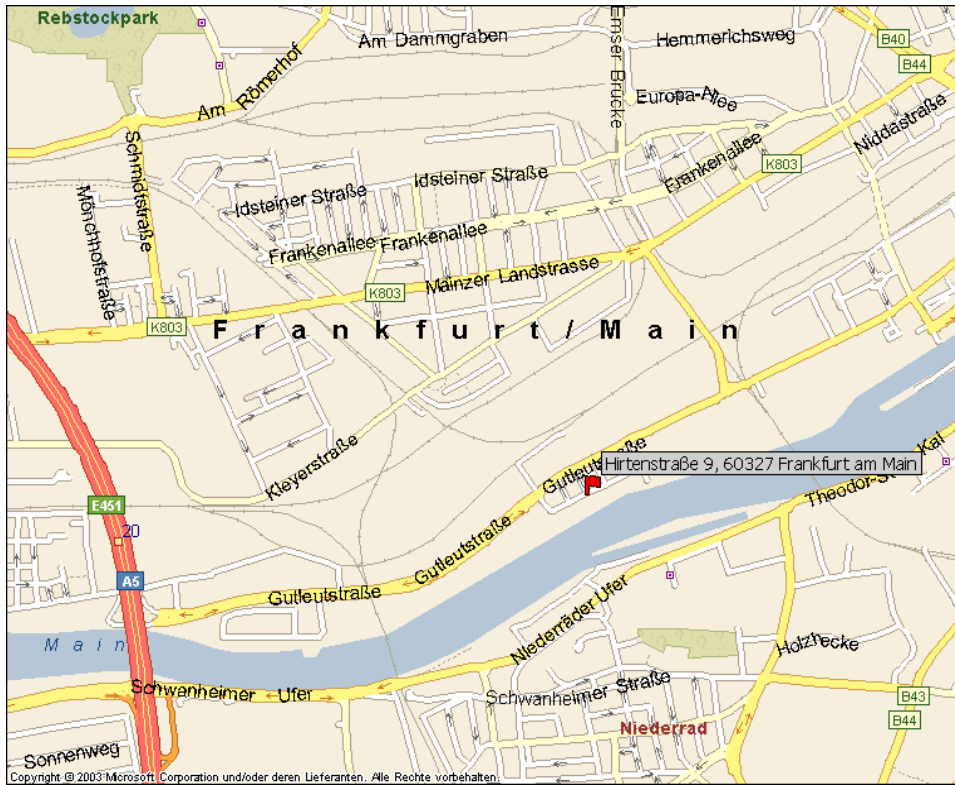 Rebstockpark
Am Dammgraben
Hemmerichsweg
B40
B44
Am Römerhof
Emser Brücke
Europa-Allee
Niddastraße
Schmidtstraße
Mönchhofstraße
Idsteiner Straße
Idsteiner Straße
Frankenallee
K803
Frankenallee
Frankenallee
Mainzer Landstrasse
K803
K803
Frankfurt/Main
Kleyerstraße
Gutleutstraße
Hirtenstraße 9, 60327 Frankfurt am Main
Kai
Theodor-St
E451
20
A5
Gutleutstraße
Gutleutstraße
Main
Niederräder Ufer
Holzhecke
Schwanheimer Ufer
Schwanheimer Straße
B43
B44
Niederrad
Sonnenweg
Copyright © 2003 Microsoft Corporation und/oder deren Lieferanten. Alle Rechte vorbehalten.